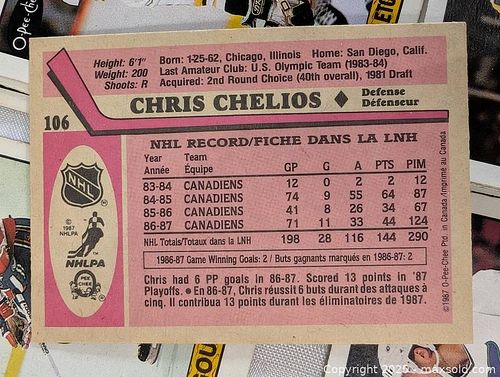 O-Pee-Chee
Height: 6'1" Born: 1-25-62, Chicago, Illinois Home: San Diego, Calif.
Weight: 200 Last Amateur Club: U.S. Olympic Team (1983-84)
Shoots: R Acquired: 2nd Round Choice (40th overall), 1981 Draft
CHRIS CHELIOS ♦ Defense
Défenseur
106
NHL RECORD/FICHE DANS LA LNH
Year Team
Année Équipe GP G A PTS PIM
83-84 CANADIENS 12 0 2 2 12
84-85 CANADIENS 74 9 55 64 87
85-86 CANADIENS 41 8 26 34 67
86-87 CANADIENS 71 11 33 44 124
NHL Totals/Totaux dans la LNH 198 28 116 144 290
1986-87 Game Winning Goals: 2 / Buts gagnants marqués en 1986-87: 2
Chris had 6 PP goals in 86-87. Scored 13 points in '87
Playoffs. ● En 86-87, Chris réussit 6 buts durant des attaques à
cinq. Il contribua 13 points durant les éliminatoires de 1987.
NHL
©
1987
NHLPA
NHLPA
O PEE CHEE
©1987 O-Pee-Chee Ptd. in Canada/Imprimé au Canada
YOU
Copyright 2025 - maxsold.com